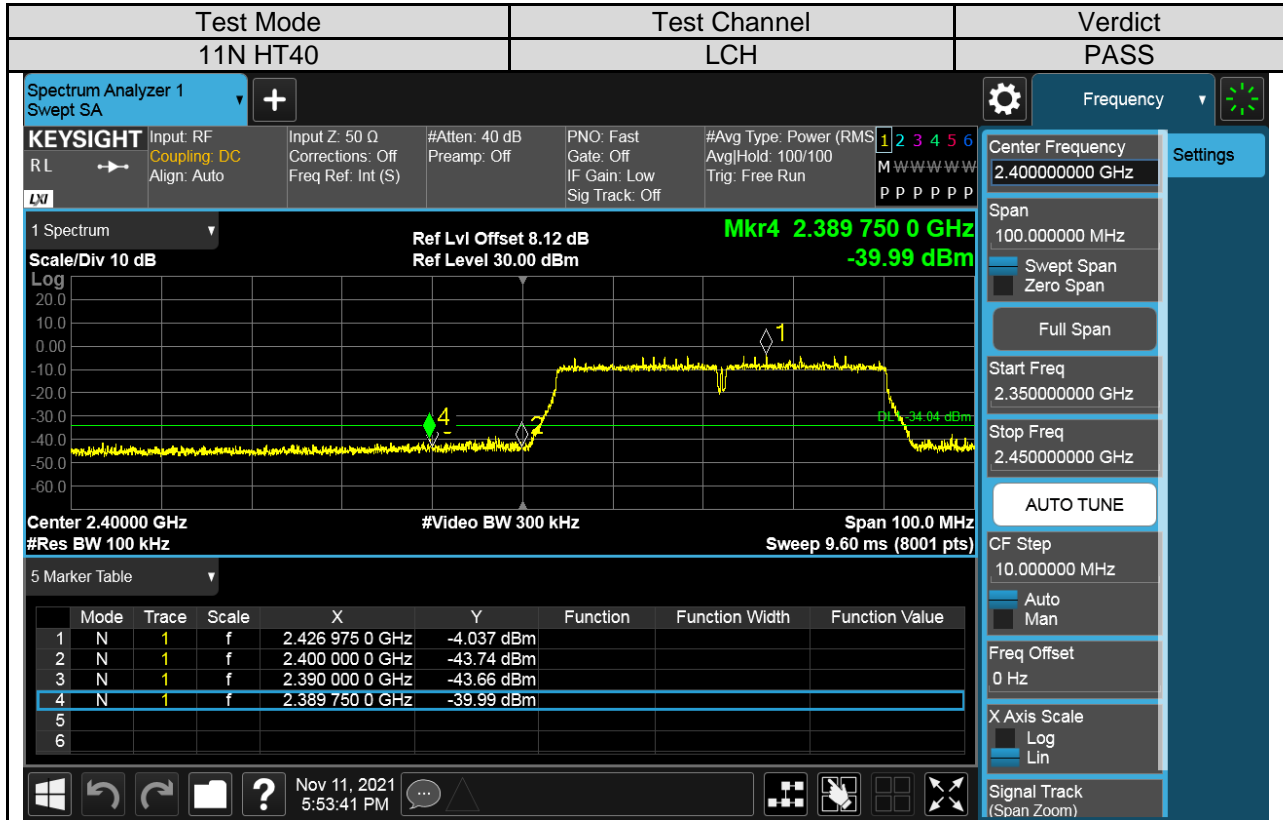 Test Mode Test Channel Verdict
11N HT40 LCH PASS
Spectrum Analyzer 1
Swept SA
+
Frequency
KEYSIGHT Input: RF Input Z: 50 Ω #Atten: 40 dB PNO: Fast #Avg Type: Power (RMS 1 2 3 4 5 6
RL Coupling: DC Corrections: Off Preamp: Off Gate: Off Avg|Hold: 100/100 M W W W W W
Align: Auto Freq Ref: Int (S) IF Gain: Low Trig: Free Run
LXI Sig Track: Off P P P P P P
1 Spectrum Ref Lvl Offset 8.12 dB Mkr4 2.389 750 0 GHz
Scale/Div 10 dB Ref Level 30.00 dBm -39.99 dBm
Log
20.0
10.0
0.00
-10.0
-20.0
-30.0
-40.0
-50.0
-60.0
1
4
2
DL1 -34.04 dBm
Center 2.40000 GHz #Video BW 300 kHz Span 100.0 MHz
#Res BW 100 kHz Sweep 9.60 ms (8001 pts)
5 Marker Table
Mode Trace Scale X Y Function Function Width Function Value
1 N 1 f 2.426 975 0 GHz -4.037 dBm
2 N 1 f 2.400 000 0 GHz -43.74 dBm
3 N 1 f 2.390 000 0 GHz -43.66 dBm
4 N 1 f 2.389 750 0 GHz -39.99 dBm
5
6
Nov 11, 2021
5:53:41 PM
?
Center Frequency
2.400000000 GHz
Settings
Span
100.000000 MHz
Swept Span
Zero Span
Full Span
Start Freq
2.350000000 GHz
Stop Freq
2.450000000 GHz
AUTO TUNE
CF Step
10.000000 MHz
Auto
Man
Freq Offset
0 Hz
X Axis Scale
Log
Lin
Signal Track
(Span Zoom)